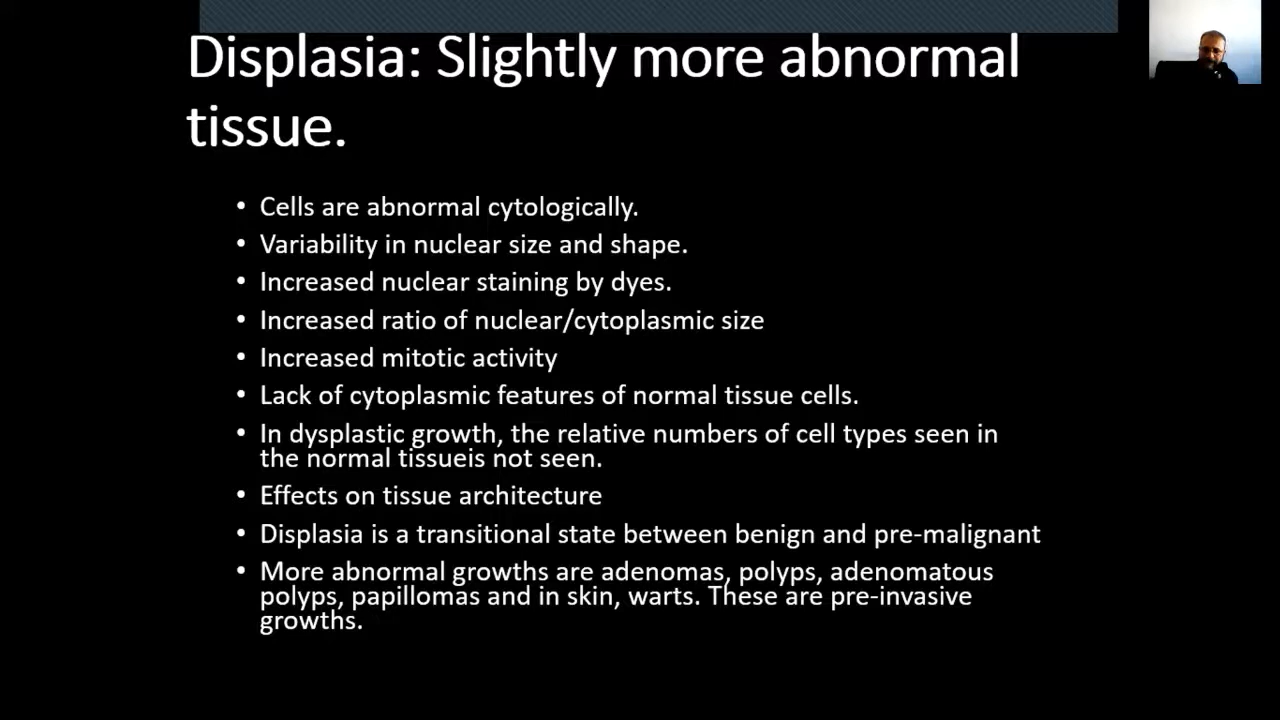 Displasia: Slightly more abnormal
tissue.
• Cells are abnormal cytologically.
• Variability in nuclear size and shape.
• Increased nuclear staining by dyes.
• Increased ratio of nuclear/cytoplasmic size
• Increased mitotic activity
• Lack of cytoplasmic features of normal tissue cells.
• In dysplastic growth, the relative numbers of cell types seen in
the normal tissueis not seen.
• Effects on tissue architecture
• Displasia is a transitional state between benign and pre-malignant
• More abnormal growths are adenomas, polyps, adenomatous
polyps, papillomas and in skin, warts. These are pre-invasive
growths.